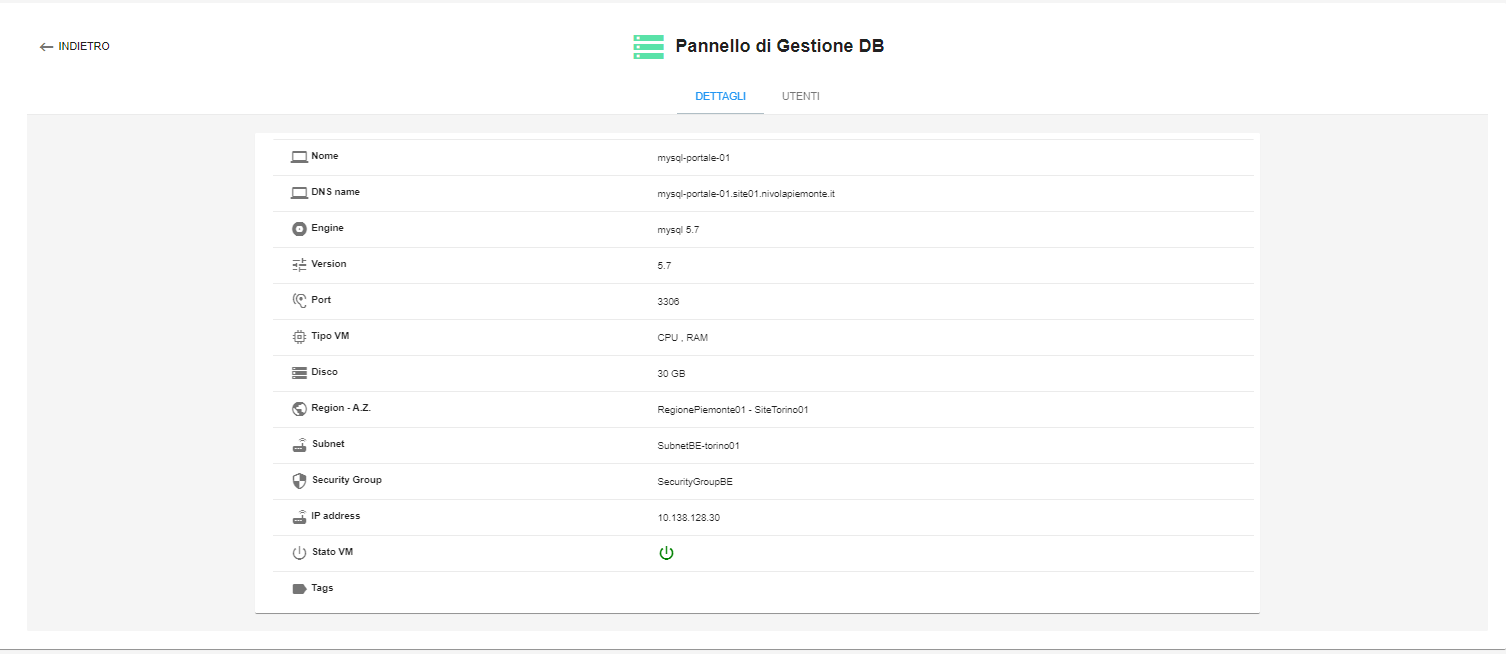 INDIETRO
Pannello di Gestione DB
DETTAGLI UTENTI
Nome mysql-portale-01
DNS name mysql-portale-01.site01.nivolapiemonte.it
Engine mysql 5.7
Version 5.7
Port 3306
Tipo VM CPU , RAM
Disco 30 GB
Region - A.Z. RegionePiemonte01 - SiteTorino01
Subnet SubnetBE-torino01
Security Group SecurityGroupBE
IP address 10.138.128.30
Stato VM
Tags